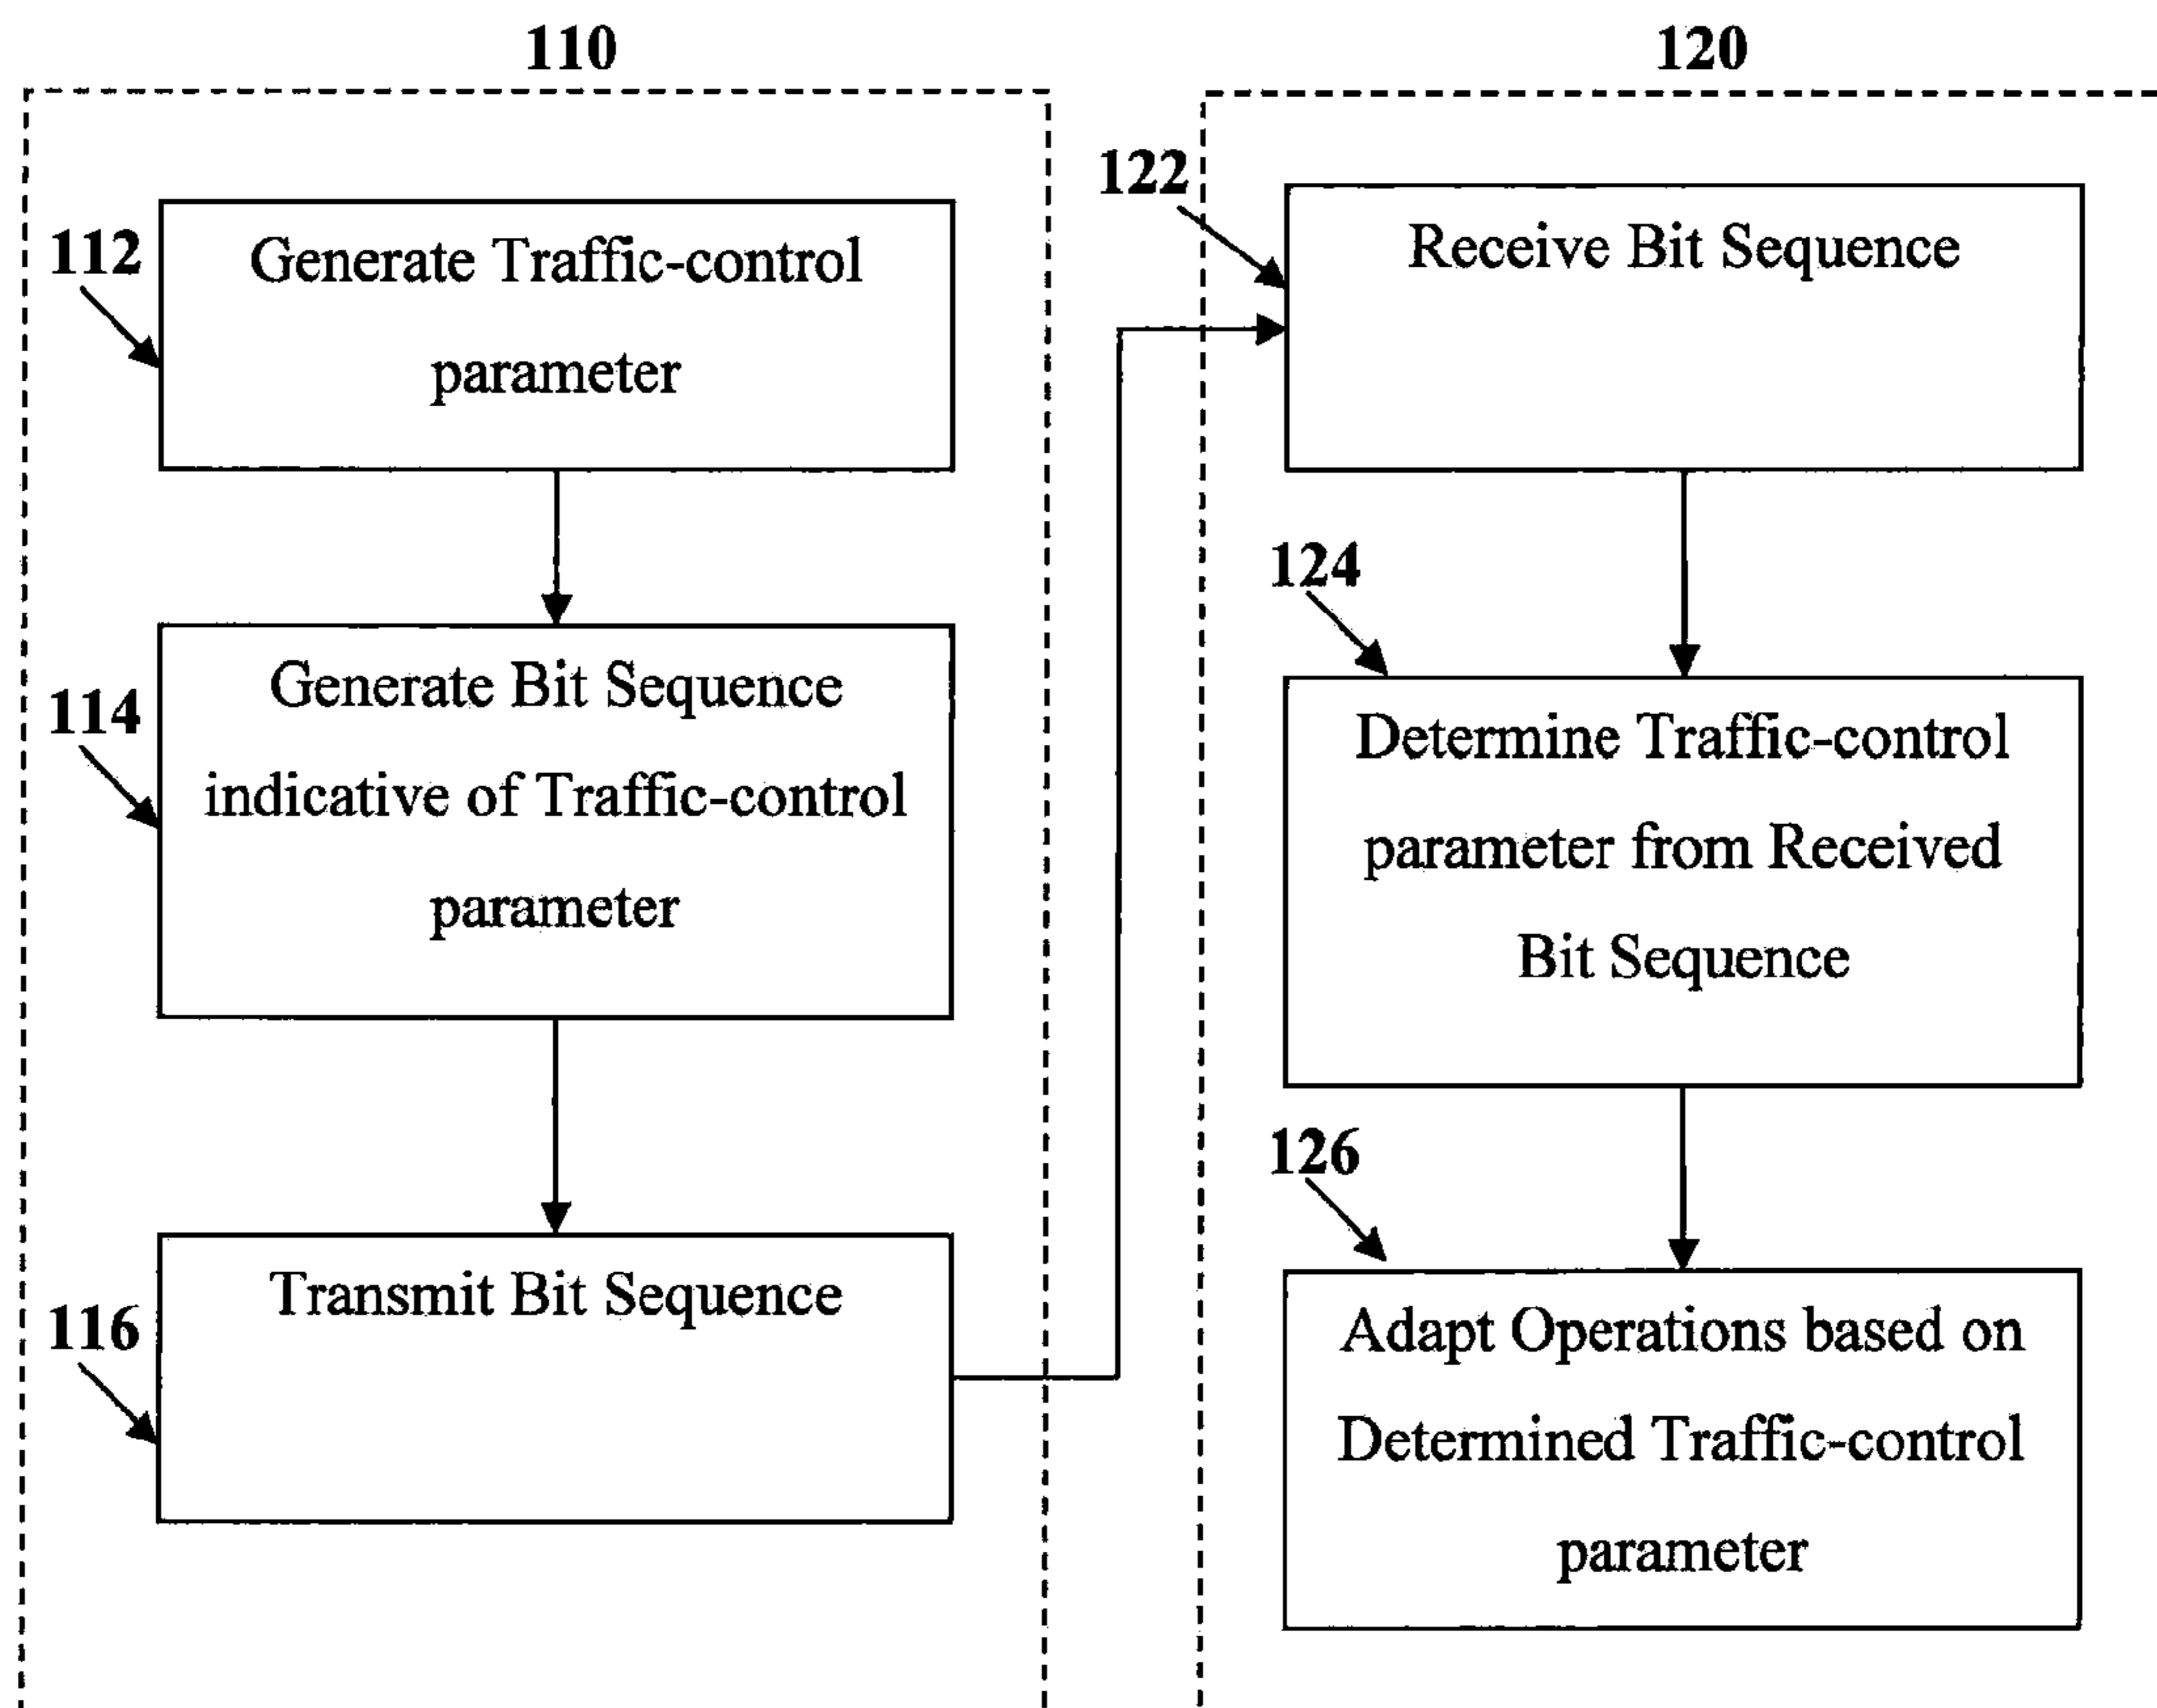 110
112
Generate Traffic-control
parameter
114
Generate Bit Sequence
indicative of Traffic-control
parameter
116
Transmit Bit Sequence
120
122
Receive Bit Sequence
124
Determine Traffic-control
parameter from Received
Bit Sequence
126
Adapt Operations based on
Determined Traffic-control
parameter